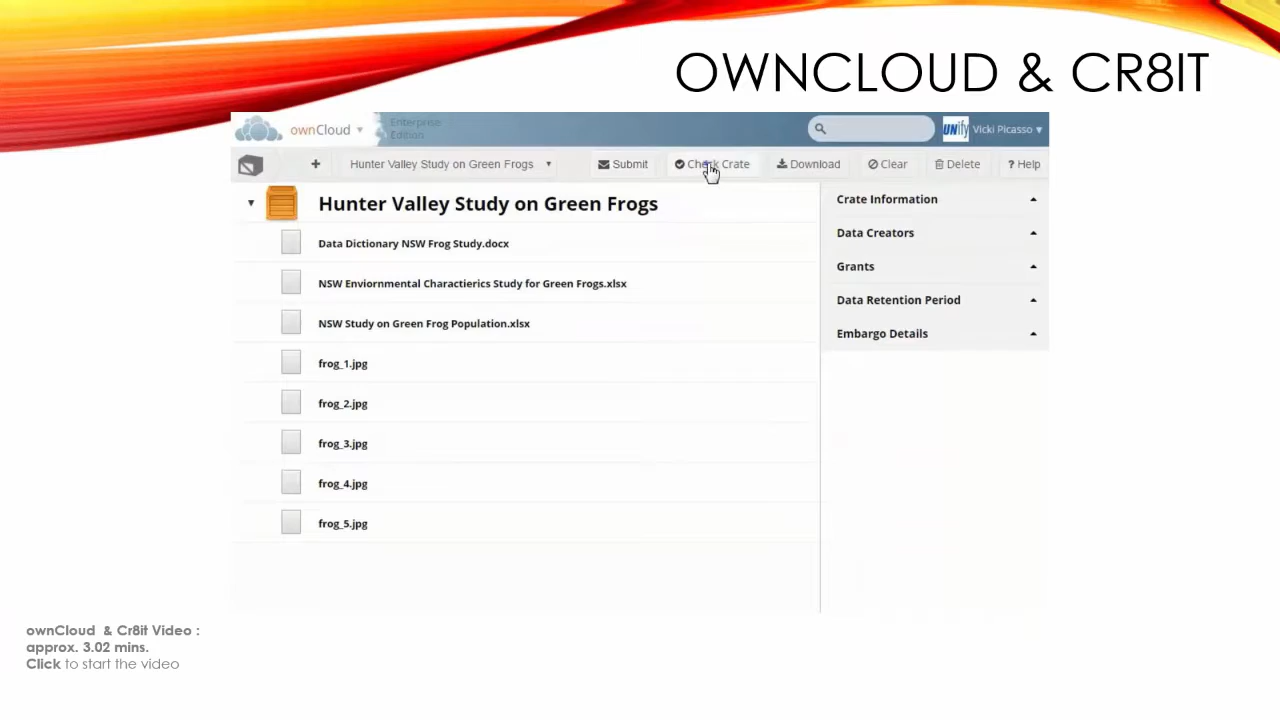 OWNCLOUD & CR8IT
ownCloud
Enterprise
Edition
UNify
Vicki Picasso
Hunter Valley Study on Green Frogs
Submit
Check Crate
Download
Clear
Delete
? Help
Hunter Valley Study on Green Frogs
Data Dictionary NSW Frog Study.docx
NSW Enviornmental Charactierics Study for Green Frogs.xlsx
NSW Study on Green Frog Population.xlsx
frog_1.jpg
frog_2.jpg
frog_3.jpg
frog_4.jpg
frog_5.jpg
Crate Information
Data Creators
Grants
Data Retention Period
Embargo Details
ownCloud & Cr8it Video :
approx. 3.02 mins.
Click to start the video